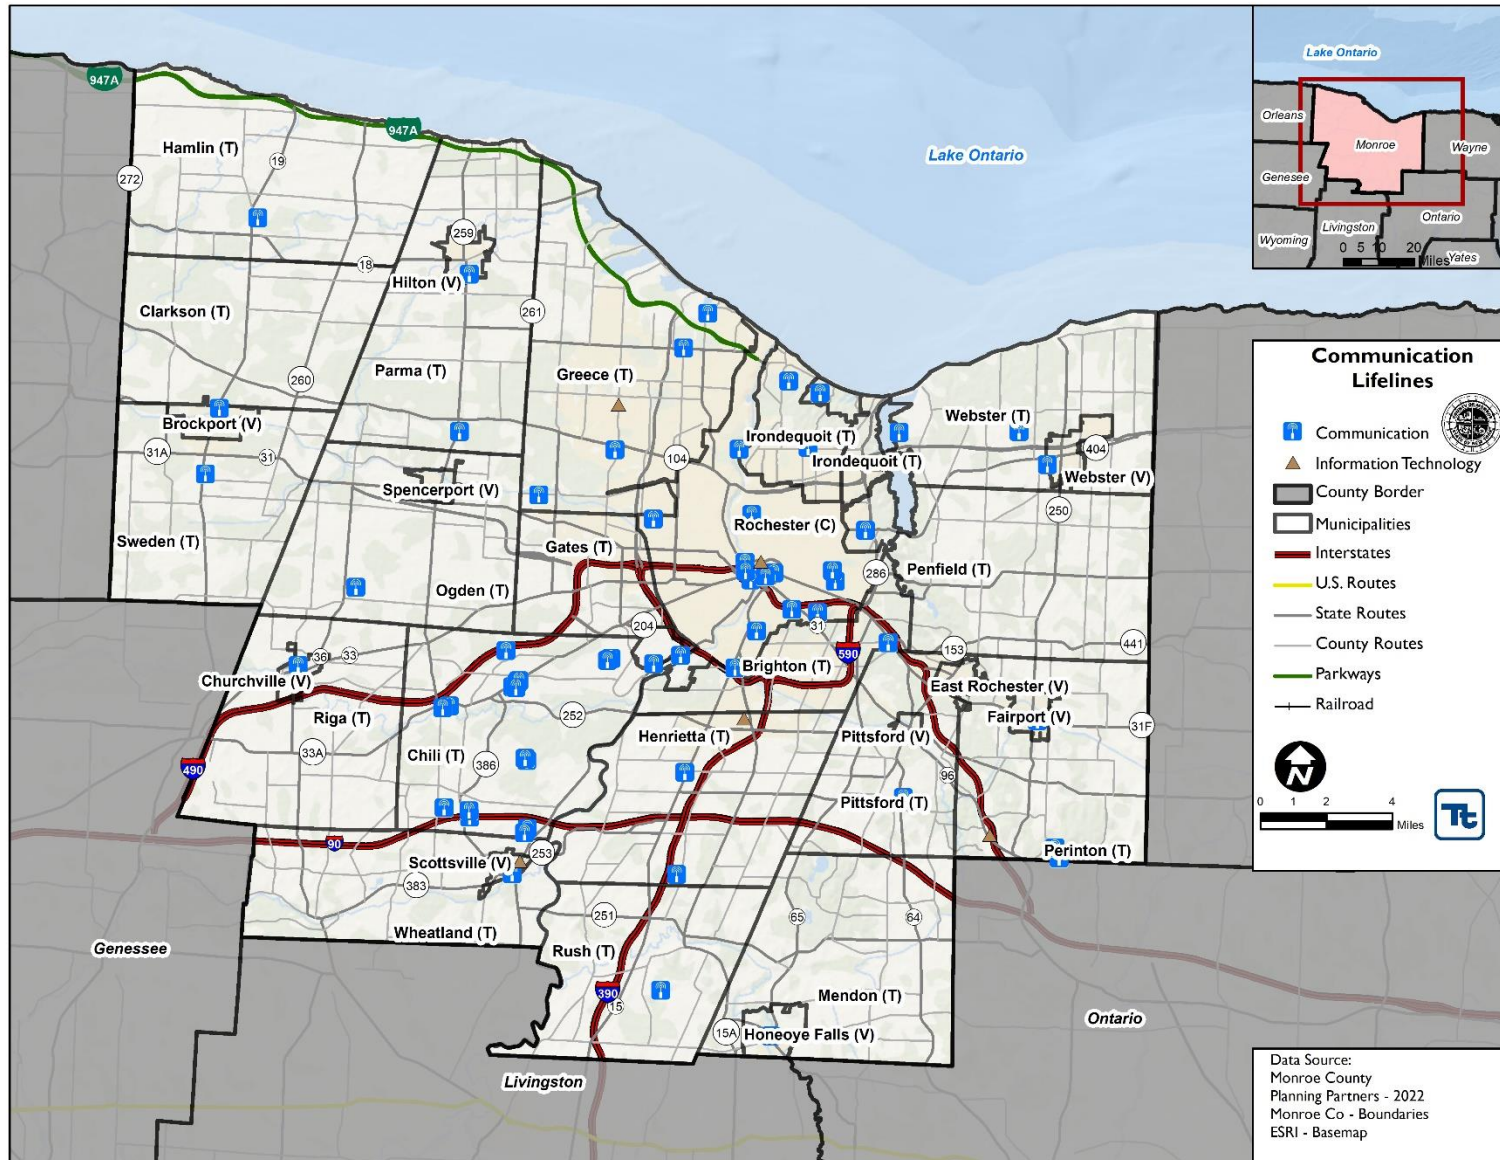 947A
947A
Hamlin (T)
19
272
Lake Ontario
259
Hilton (V)
18
Clarkson (T)
261
260
Parma (T)
Greece (T)
Brockport (V)
31A
31
Spencerport (V)
104
Irondequoit (T)
Irondequoit (T)
Webster (T)
404
Webster (V)
250
Sweden (T)
Rochester (C)
Gates (T)
Ogden (T)
286
Penfield (T)
204
31
590
153
441
36
33
Churchville (V)
Brighton (T)
East Rochester (V)
Fairport (V)
31F
Riga (T)
252
Henrietta (T)
Pittsford (V)
33A
Chili (T)
386
490
96
Pittsford (T)
90
Scottsville (V)
253
Perinton (T)
383
251
65
64
Genessee
Wheatland (T)
Rush (T)
390
15
Mendon (T)
15A
Honeoye Falls (V)
Ontario
Livingston
Lake Ontario
Orleans
Monroe
Wayne
Genesee
Livingston
Ontario
Wyoming
0 5 10 20
Miles
Yates
Communication
Lifelines
Communication
Information Technology
County Border
Municipalities
Interstates
U.S. Routes
State Routes
County Routes
Parkways
Railroad
N
0 1 2 4
Miles
Tt
Data Source:
Monroe County
Planning Partners - 2022
Monroe Co - Boundaries
ESRI - Basemap